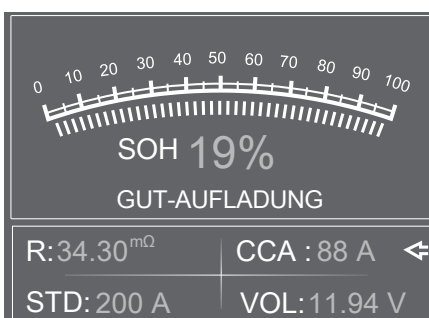 0 10 20 30 40 50 60 70 80 90 100
SOH 19%
GUT-AUFLADUNG
R:34.30mΩ CCA : 88 A
STD: 200 A VOL:11.94 V